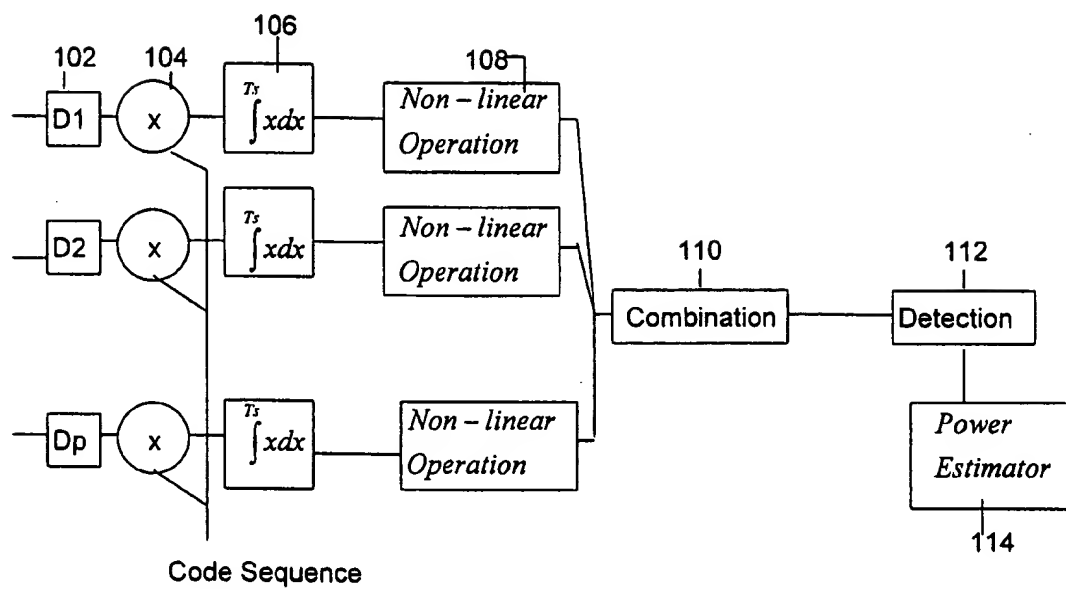 106
102 104 108
D1 x Ts ∫xdx Non – linear
Operation
D2 x Ts ∫xdx Non – linear
Operation
110 112
Combination Detection
Dp x Ts ∫xdx Non – linear
Operation
Power
Estimator
114
Code Sequence